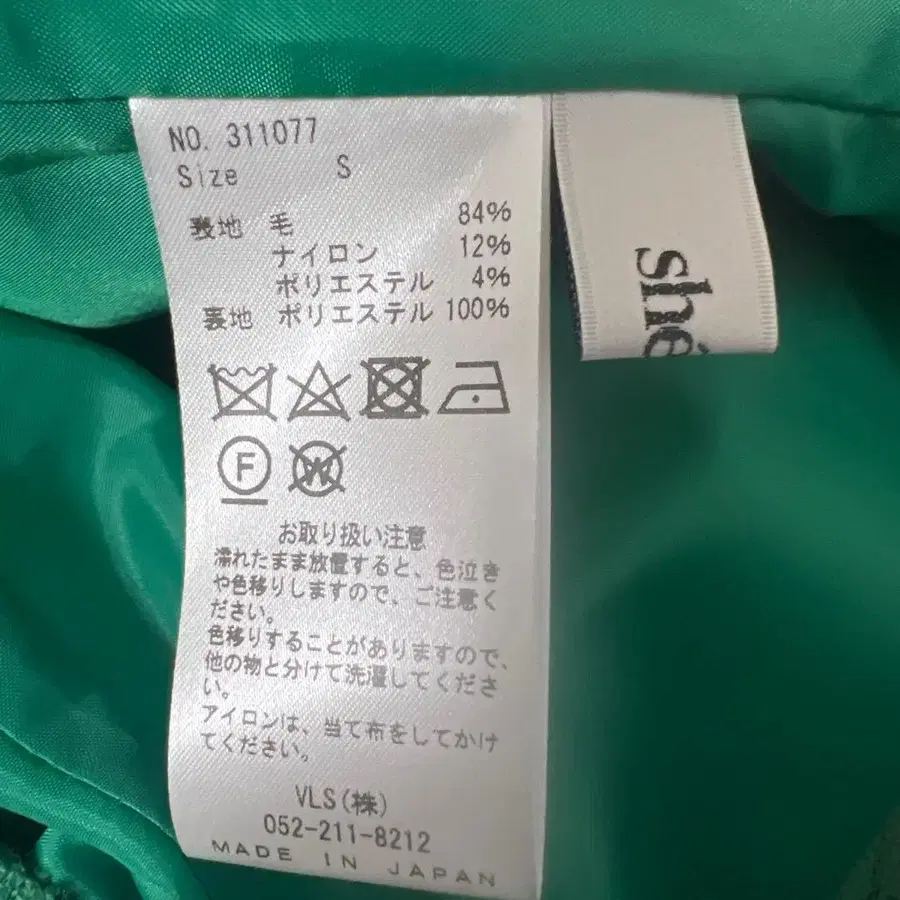 NO. 311077
Size S
表地 毛 84%
ナイロン 12%
ポリエステル 4%
裏地 ポリエステル 100%
F
W
お取り扱い注意
濡れたまま放置すると、色泣き
や色移りしますので、ご注意く
ださい。
色移りすることがありますので、
他の物と分けて洗濯してくださ
い。
アイロンは、当て布をしてかけ
てください。
VLS(株)
052-211-8212
MADE IN JAPAN
shé